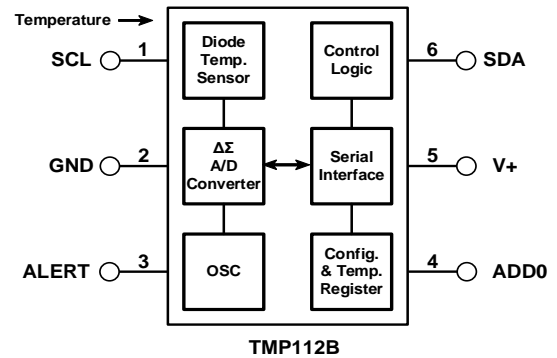 Temperature
SCL
1
Diode
Temp.
Sensor
Control
Logic
6
SDA
GND
2
ΔΣ
A/D
Converter
Serial
Interface
5
V+
ALERT
3
OSC
Config.
& Temp.
Register
4
ADD0
TMP112B